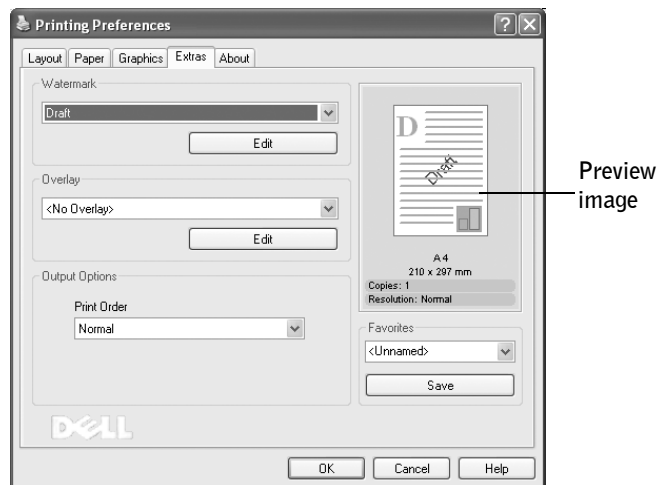 Printing Preferences
Layout Paper Graphics Extras About
Watermark
Draft
Edit
Overlay
<No Overlay>
Edit
Output Options
Print Order
Normal
D
Draft
A4
210 x 297 mm
Copies: 1
Resolution: Normal
Favorites
<Unnamed>
Save
DELL
OK Cancel Help
Preview
image